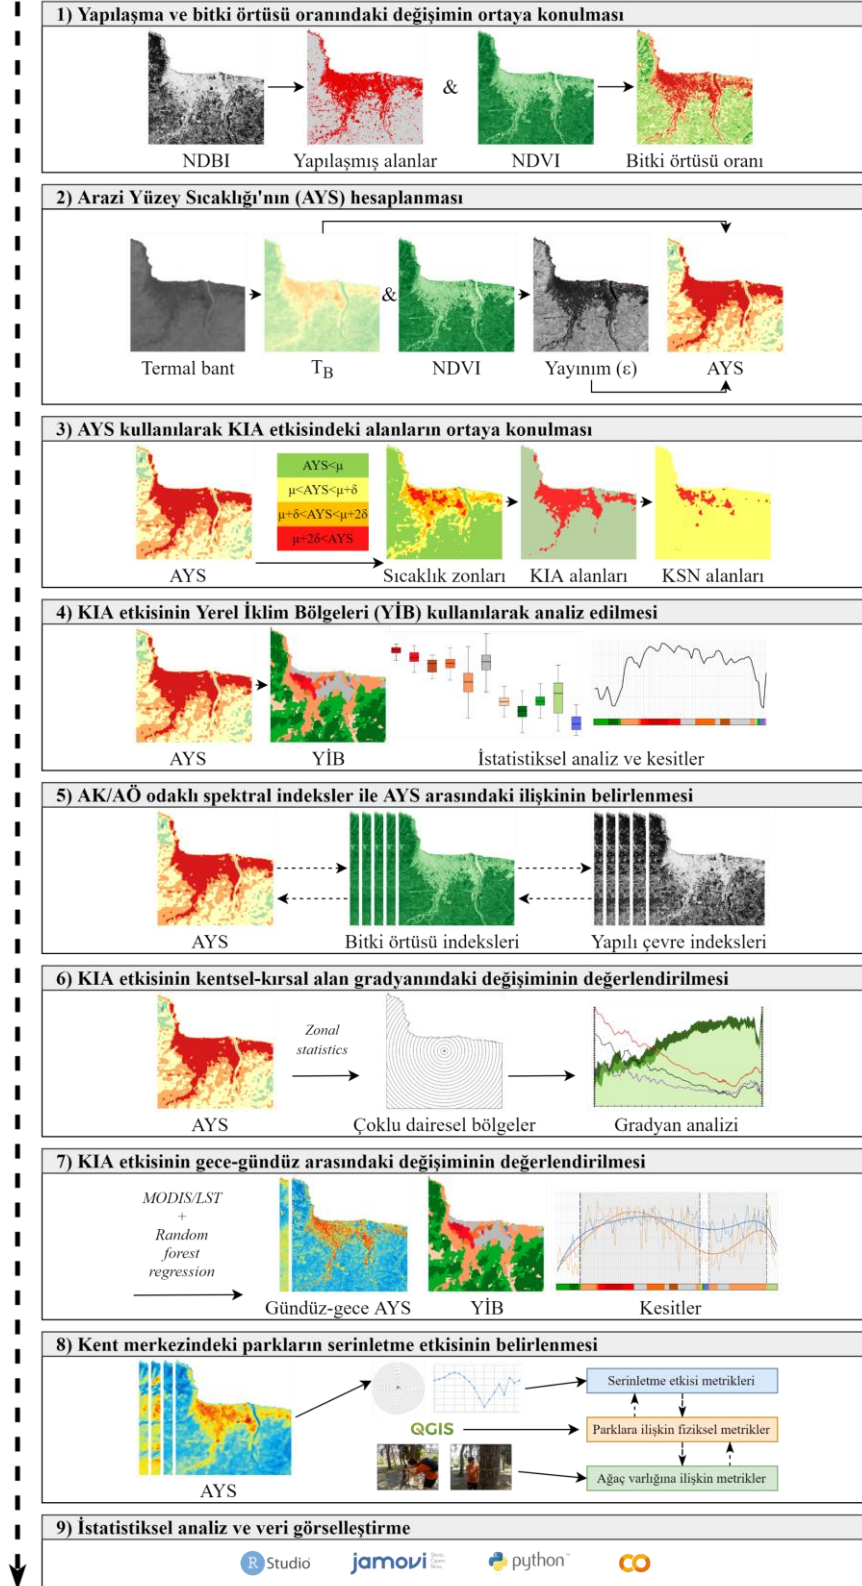 1) Yapılaşma ve bitki örtüsü oranındaki değişimin ortaya konulması
&
NDBI
Yapılaşmış alanlar
NDVI
Bitki örtüsü oranı
2) Arazi Yüzey Sıcaklığı'nın (AYS) hesaplanması
&
Termal bant
TB
NDVI
Yayınım (ε)
AYS
3) AYS kullanılarak KIA etkisindeki alanların ortaya konulması
AYS<μ
μ<AYS<μ+δ
μ+δ<AYS<μ+2δ
μ+2δ<AYS
AYS
Sıcaklık zonları
KIA alanları
KSN alanları
4) KIA etkisinin Yerel İklim Bölgeleri (YİB) kullanılarak analiz edilmesi
AYS
YİB
İstatistiksel analiz ve kesitler
5) AK/AÖ odaklı spektral indeksler ile AYS arasındaki ilişkinin belirlenmesi
AYS
Bitki örtüsü indeksleri
Yapılı çevre indeksleri
6) KIA etkisinin kentsel-kırsal alan gradyanındaki değişiminin değerlendirilmesi
Zonal
statistics
AYS
Çoklu dairesel bölgeler
Gradyan analizi
7) KIA etkisinin gece-gündüz arasındaki değişiminin değerlendirilmesi
MODIS/LST
+
Random
forest
regression
Gündüz-gece AYS
YİB
Kesitler
8) Kent merkezindeki parkların serinletme etkisinin belirlenmesi
Serinletme etkisi metrikleri
QGIS
Parklara ilişkin fiziksel metrikler
Ağaç varlığına ilişkin metrikler
AYS
9) İstatistiksel analiz ve veri görselleştirme
R Studio
jamovi Stats. Open. Now.
python™
CO